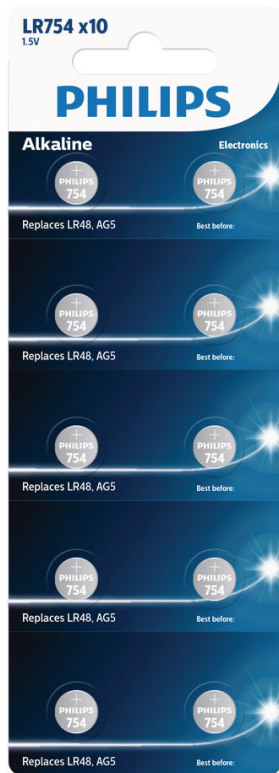 LR754 x10
1.5V
PHILIPS
Alkaline
Electronics
+ +
PHILIPS PHILIPS
754 754
Replaces LR48, AG5 Best before:
+ +
PHILIPS PHILIPS
754 754
Replaces LR48, AG5 Best before:
+ +
PHILIPS PHILIPS
754 754
Replaces LR48, AG5 Best before:
+ +
PHILIPS PHILIPS
754 754
Replaces LR48, AG5 Best before:
+ +
PHILIPS PHILIPS
754 754
Replaces LR48, AG5 Best before: